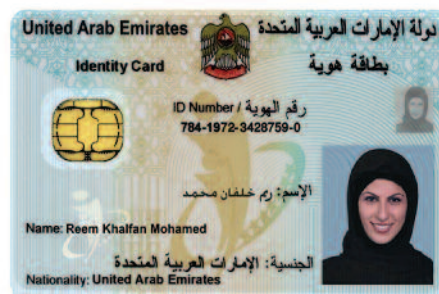 United Arab Emirates دولة الإمارات العربية المتحدة
Identity Card بطاقة هوية
ID Number / رقم الهوية
784-1972-3428759-0
الإسم: ريم خلفان محمد
Name: Reem Khalfan Mohamed
الجنسية: الإمارات العربية المتحدة
Nationality: United Arab Emirates